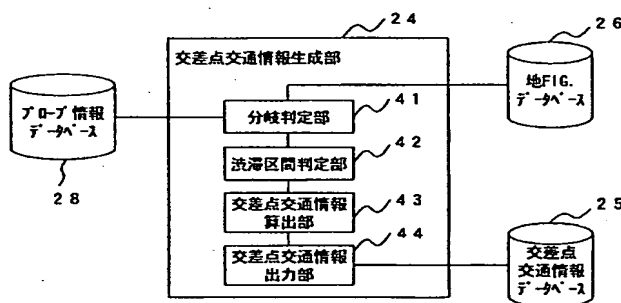 24
交差点交通情報生成部
26
地FIG.
データベース
プローブ情報
データベース
28
分岐判定部
41
渋滞区間判定部
42
交差点交通情報
算出部
43
交差点交通情報
出力部
44
25
交差点
交通情報
データベース